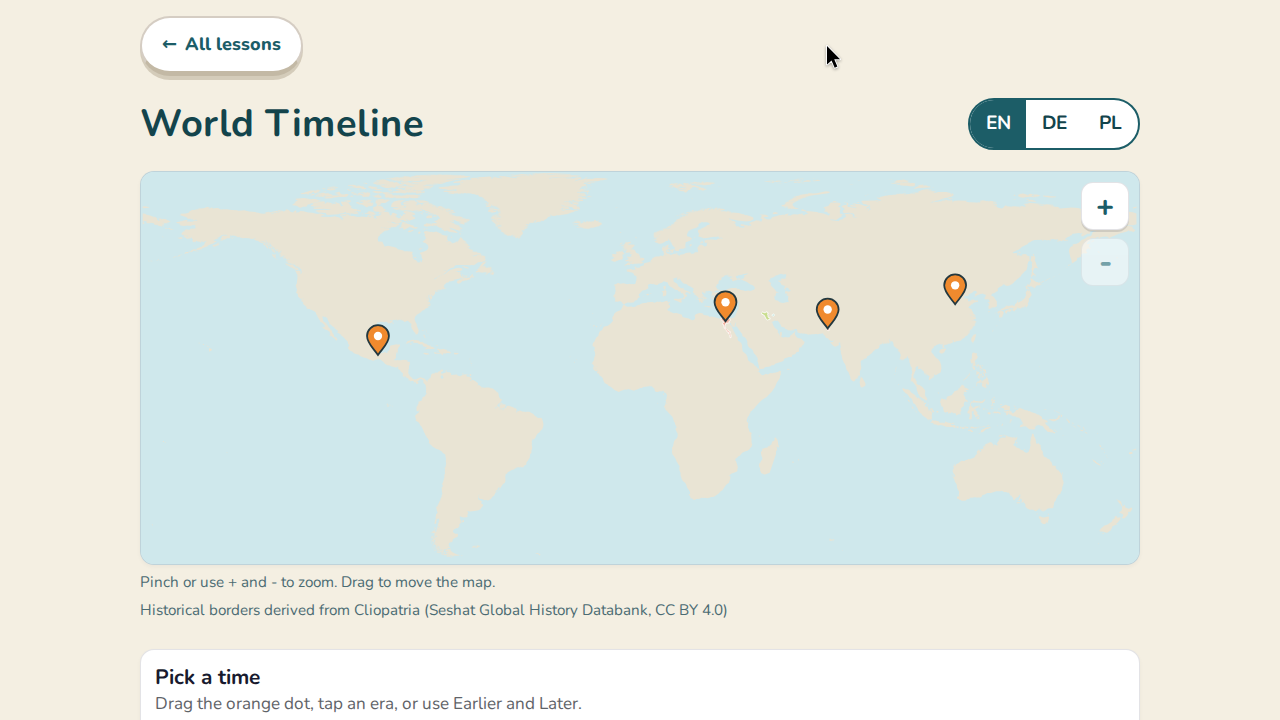 ← All lessons
World Timeline
EN DE PL
+
-
Pinch or use + and - to zoom. Drag to move the map.
Historical borders derived from Cliopatria (Seshat Global History Databank, CC BY 4.0)
Pick a time
Drag the orange dot, tap an era, or use Earlier and Later.